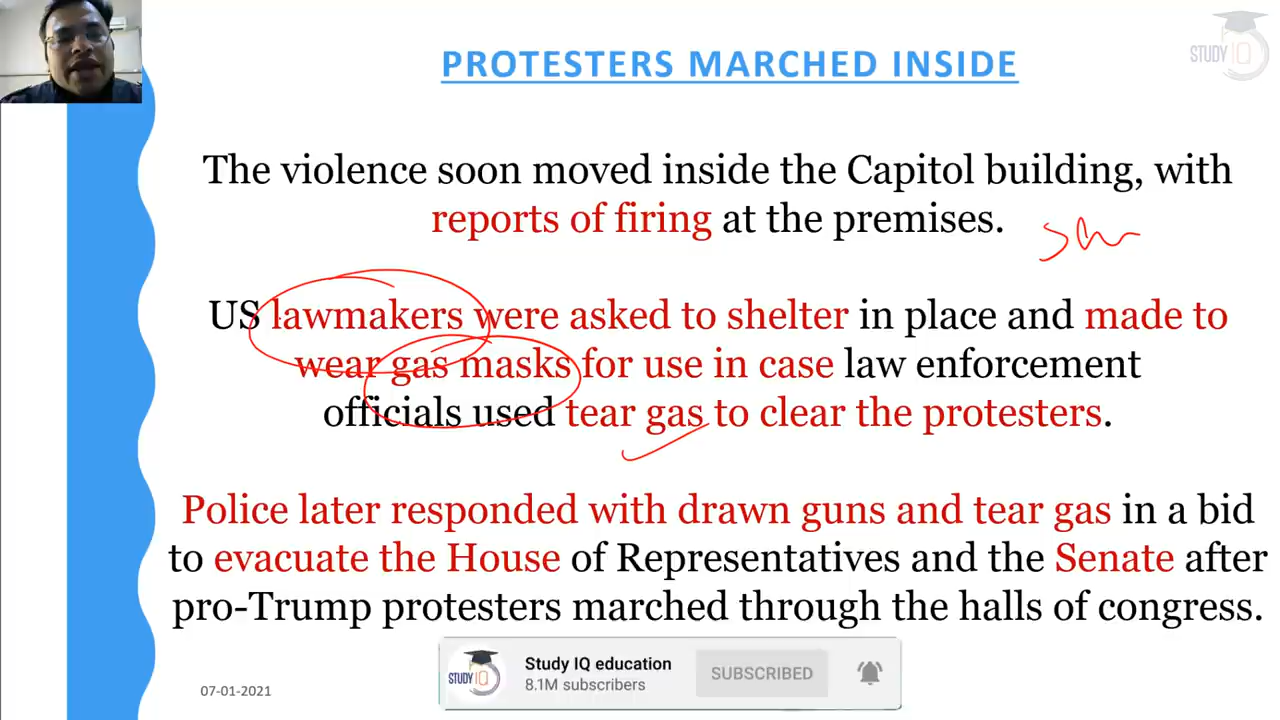 PROTESTERS MARCHED INSIDE
STUDY IQ
The violence soon moved inside the Capitol building, with
reports of firing at the premises.
US lawmakers were asked to shelter in place and made to
wear gas masks for use in case law enforcement
officials used tear gas to clear the protesters.
Police later responded with drawn guns and tear gas in a bid
to evacuate the House of Representatives and the Senate after
pro-Trump protesters marched through the halls of congress.
STUDY IQ
Study IQ education
8.1M subscribers
SUBSCRIBED
07-01-2021